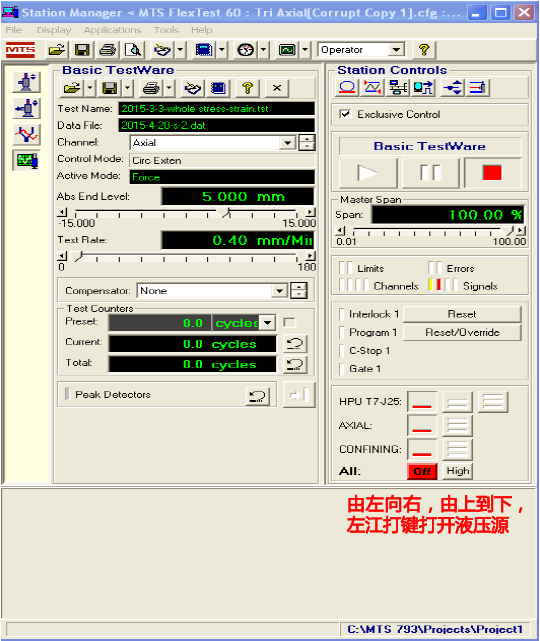 Station Manager < MTS FlexTest 60 : Tri Axial[Corrupt Copy 1].cfg :...
File Display Applications Tools Help
MTS Operator
Basic TestWare
Test Name: 2015-3-3-whole stress-strain.tst
Data File: 2015-4-20-s-2.dat
Channel: Axial
Control Mode: Circ Exten
Active Mode: Force
Abs End Level: 5.000 mm
-15.000 15.000
Test Rate: 0.40 mm/Mii
0 180
Compensator: None
Test Counters
Preset: 0.0 cycles
Current: 0.0 cycles
Total: 0.0 cycles
Peak Detectors
Station Controls
Exclusive Control
Basic TestWare
Master Span
Span: 100.00 %
0.01 100.00
Limits Errors
Channels Signals
Interlock 1 Reset
Program 1 Reset/Override
C-Stop 1
Gate 1
HPU T7-J25:
AXIAL:
CONFINING:
All: Off High
由左向右，由上到下，
左江打键打开液压源
C:\MTS 793\Projects\Project1